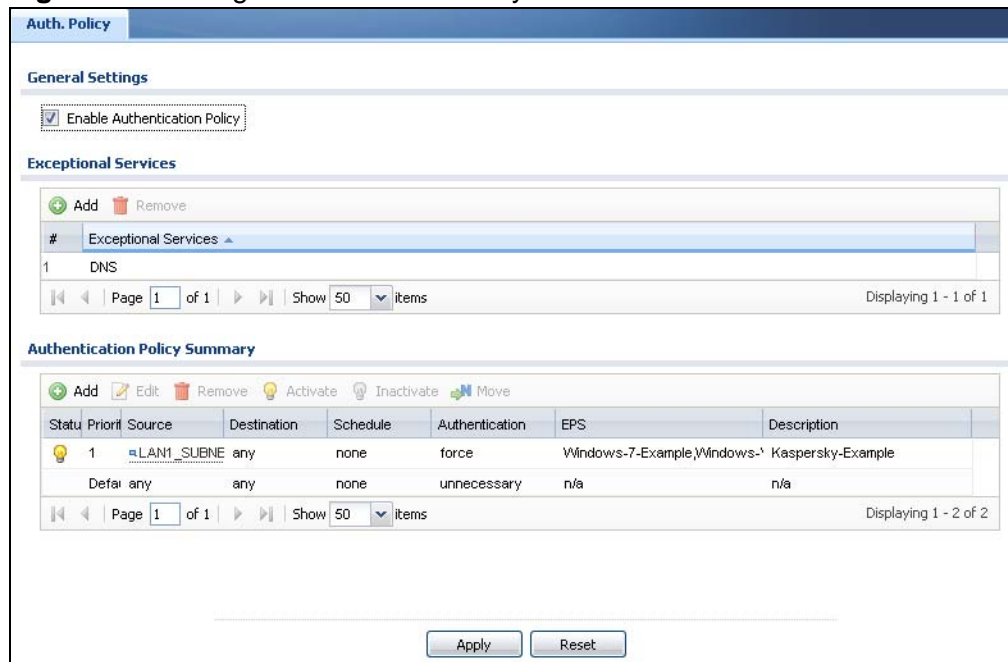 Auth. Policy
General Settings
Enable Authentication Policy
Exceptional Services
Add Remove
# Exceptional Services
1 DNS
Page 1 of 1 Show 50 items Displaying 1 - 1 of 1
Authentication Policy Summary
Add Edit Remove Activate Inactivate Move
Statu Priorit Source Destination Schedule Authentication EPS Description
1 LAN1_SUBNE any none force Windows-7-Example,Windows- Kaspersky-Example
Defau any any none unnecessary n/a n/a
Page 1 of 1 Show 50 items Displaying 1 - 2 of 2
Apply Reset